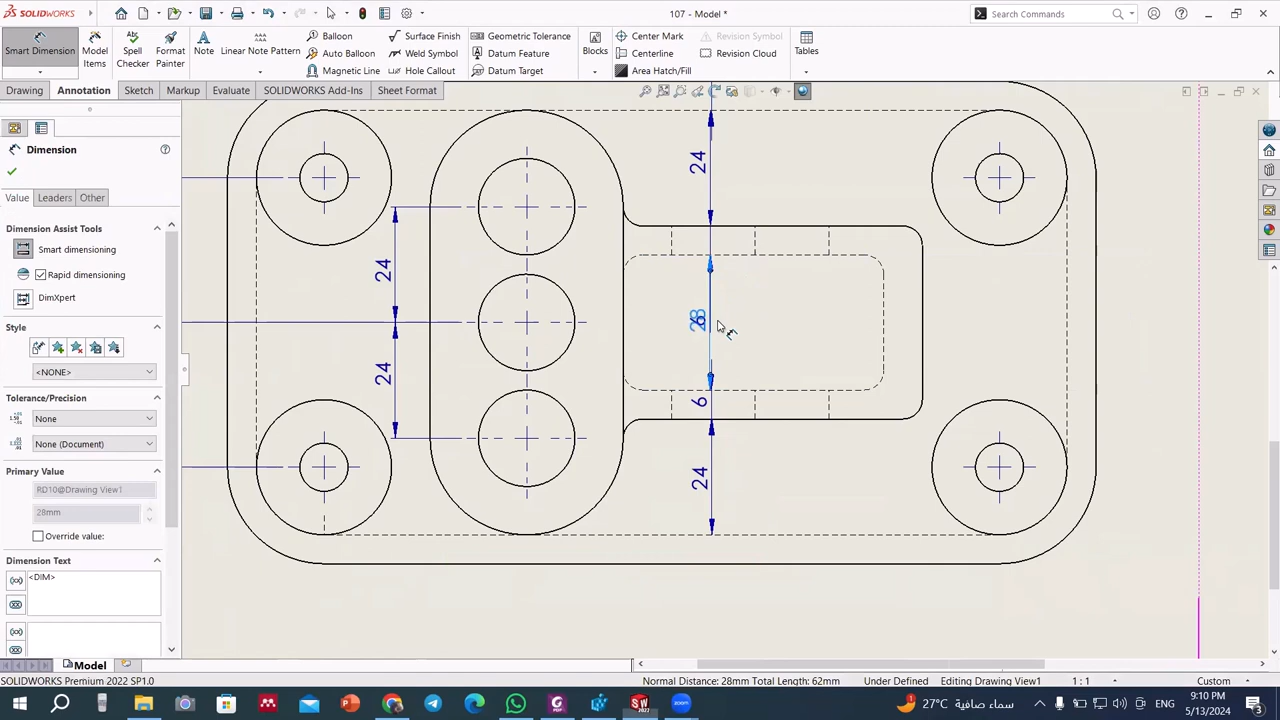 SOLIDWORKS
107 - Model *
Search Commands
Smart Dimension
Model Items
Spell Checker
Format Painter
Note
Linear Note Pattern
Balloon
Auto Balloon
Magnetic Line
Surface Finish
Weld Symbol
Hole Callout
Geometric Tolerance
Datum Feature
Datum Target
Blocks
Center Mark
Centerline
Area Hatch/Fill
Revision Symbol
Revision Cloud
Tables
Drawing
Annotation
Sketch
Markup
Evaluate
SOLIDWORKS Add-Ins
Sheet Format
Dimension
Value
Leaders
Other
Dimension Assist Tools
Smart dimensioning
Rapid dimensioning
DimXpert
Style
<NONE>
Tolerance/Precision
None
None (Document)
Primary Value
RD10@Drawing View1
28mm
Override value:
Dimension Text
<DIM>
24
24
24
28
6
6
24
Model
SOLIDWORKS Premium 2022 SP1.0
Normal Distance: 28mm Total Length: 62mm
Under Defined
Editing Drawing View1
1 : 1
Custom
27°C
سماء صافية
ENG
9:10 PM
5/13/2024